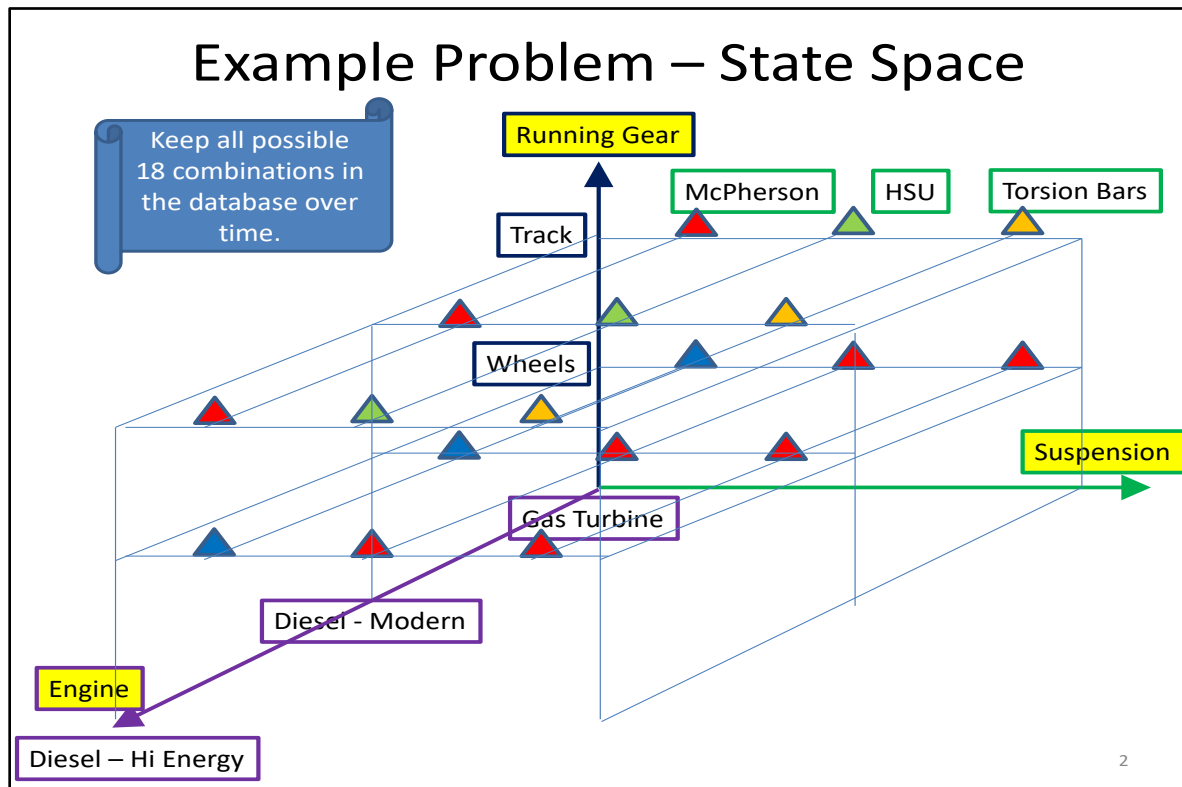 Example Problem – State Space
Keep all possible
18 combinations in
the database over
time.
Running Gear
McPherson
HSU
Torsion Bars
Track
Wheels
Suspension
Gas Turbine
Diesel - Modern
Engine
Diesel – Hi Energy
2